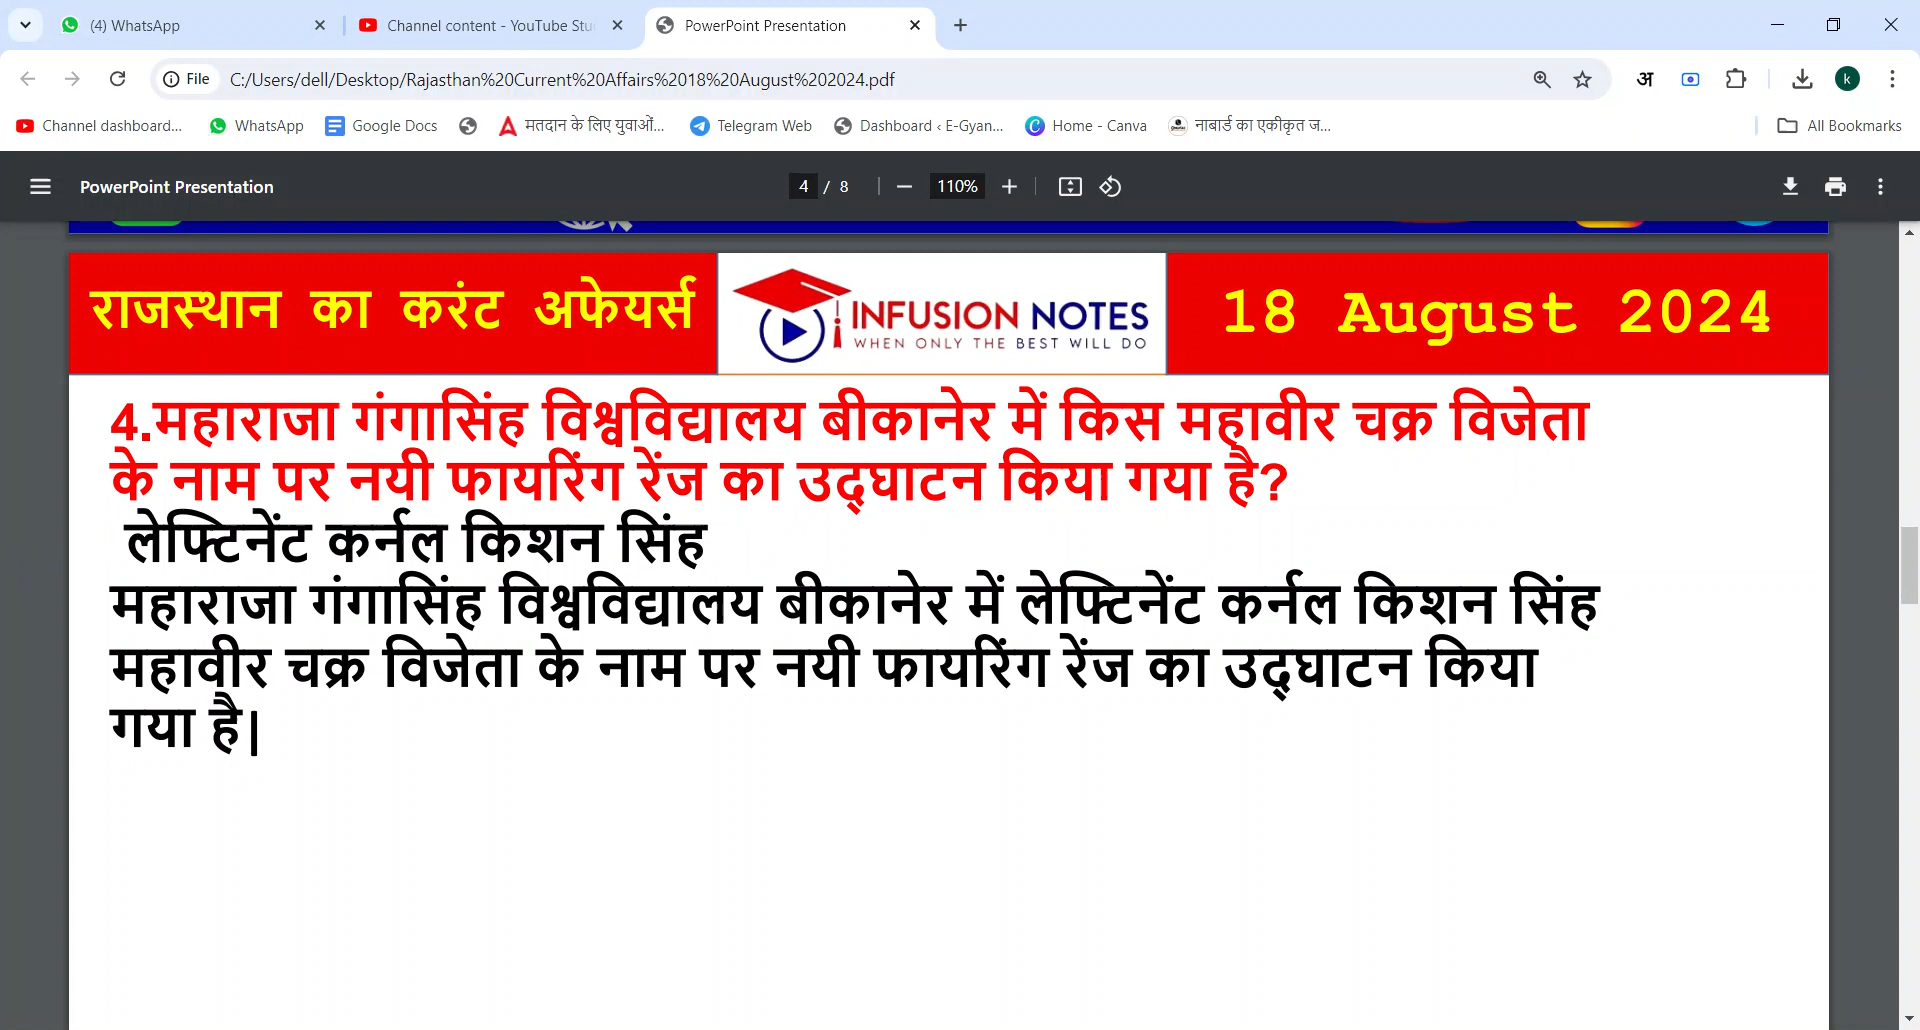 (4) WhatsApp
Channel content - YouTube Stu
PowerPoint Presentation
File
C:/Users/dell/Desktop/Rajasthan%20Current%20Affairs%2018%20August%202024.pdf
अ
k
Channel dashboard...
WhatsApp
Google Docs
मतदान के लिए युवाओं...
Telegram Web
Dashboard ‹ E-Gyan...
Home - Canva
नाबार्ड का एकीकृत ज...
All Bookmarks
PowerPoint Presentation
4 / 8
110%
राजस्थान का करंट अफेयर्स
INFUSION NOTES
WHEN ONLY THE BEST WILL DO
18 August 2024
4.महाराजा गंगासिंह विश्वविद्यालय बीकानेर में किस महावीर चक्र विजेता
के नाम पर नयी फायरिंग रेंज का उद्घाटन किया गया है?
लेफ्टिनेंट कर्नल किशन सिंह
महाराजा गंगासिंह विश्वविद्यालय बीकानेर में लेफ्टिनेंट कर्नल किशन सिंह
महावीर चक्र विजेता के नाम पर नयी फायरिंग रेंज का उद्घाटन किया
गया है|